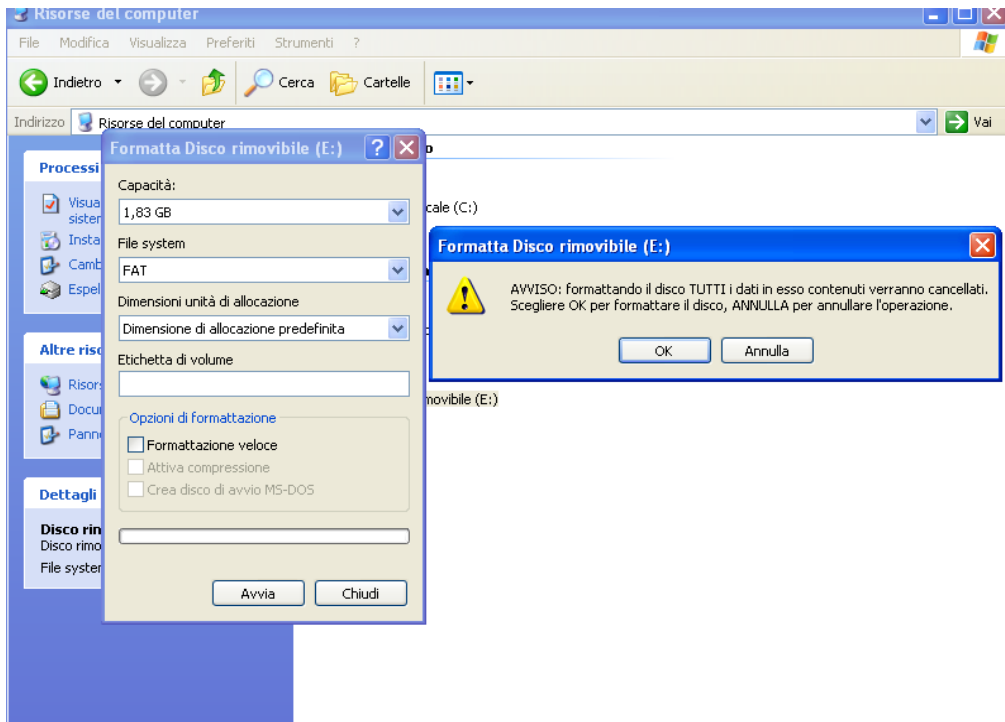 Risorse del computer
File Modifica Visualizza Preferiti Strumenti ?
Indietro Cerca Cartelle
Indirizzo Risorse del computer Vai
Formatta Disco rimovibile (E:)
Processi
Capacità:
1,83 GB
File system
FAT
Dimensioni unità di allocazione
Dimensione di allocazione predefinita
Etichetta di volume
Opzioni di formattazione
Formattazione veloce
Attiva compressione
Crea disco di avvio MS-DOS
Avvia Chiudi
(C:)
Formatta Disco rimovibile (E:)
AVVISO: formattando il disco TUTTI i dati in esso contenuti verranno cancellati.
Scegliere OK per formattare il disco, ANNULLA per annullare l'operazione.
OK Annulla
(E:)
Altre
Dettagli
Disco
Disco
File